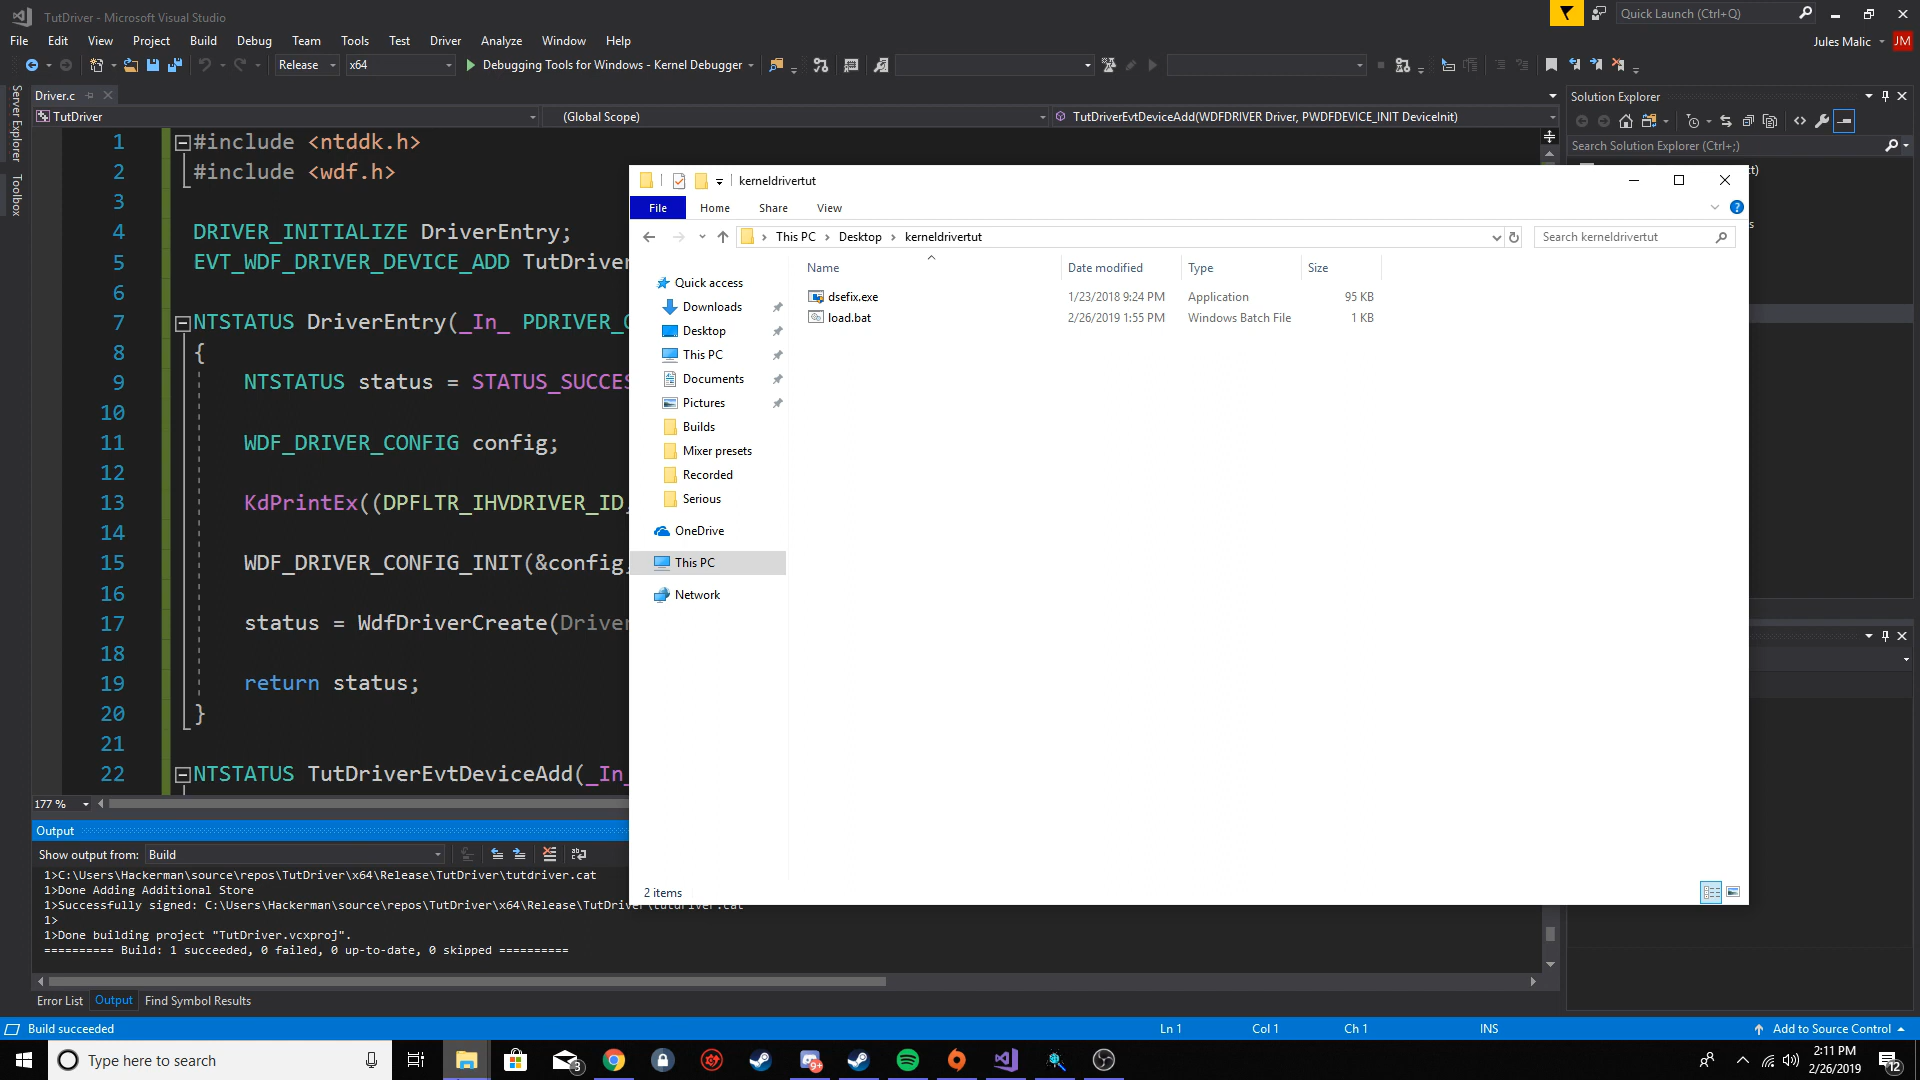 TutDriver - Microsoft Visual Studio
Quick Launch (Ctrl+Q)
File Edit View Project Build Debug Team Tools Test Driver Analyze Window Help
Jules Malic JM
Release x64 Debugging Tools for Windows - Kernel Debugger
Server Explorer
Toolbox
Driver.c
TutDriver (Global Scope) TutDriverEvtDeviceAdd(WDFDRIVER Driver, PWDFDEVICE_INIT DeviceInit)
1 #include <ntddk.h>
2 #include <wdf.h>
3
4 DRIVER_INITIALIZE DriverEntry;
5 EVT_WDF_DRIVER_DEVICE_ADD TutDriver
6
7 NTSTATUS DriverEntry(_In_ PDRIVER_
8 {
9 NTSTATUS status = STATUS_SUCCES
10
11 WDF_DRIVER_CONFIG config;
12
13 KdPrintEx((DPFLTR_IHVDRIVER_ID,
14
15 WDF_DRIVER_CONFIG_INIT(&config,
16
17 status = WdfDriverCreate(Driver
18
19 return status;
20 }
21
22 NTSTATUS TutDriverEvtDeviceAdd(_In_
177 %
Solution Explorer
Search Solution Explorer (Ctrl+;)
kerneldrivertut
File Home Share View
This PC Desktop kerneldrivertut
Search kerneldrivertut
Name Date modified Type Size
dsefix.exe 1/23/2018 9:24 PM Application 95 KB
load.bat 2/26/2019 1:55 PM Windows Batch File 1 KB
Quick access
Downloads
Desktop
This PC
Documents
Pictures
Builds
Mixer presets
Recorded
Serious
OneDrive
This PC
Network
2 items
Output
Show output from: Build
1>C:\Users\Hackerman\source\repos\TutDriver\x64\Release\TutDriver\tutdriver.cat
1>Done Adding Additional Store
1>Successfully signed: C:\Users\Hackerman\source\repos\TutDriver\x64\Release\TutDriver\tutdriver.cat
1>
1>Done building project "TutDriver.vcxproj".
========== Build: 1 succeeded, 0 failed, 0 up-to-date, 0 skipped ==========
Error List Output Find Symbol Results
Build succeeded Ln 1 Col 1 Ch 1 INS Add to Source Control
Type here to search
3
9+
2:11 PM
2/26/2019
12